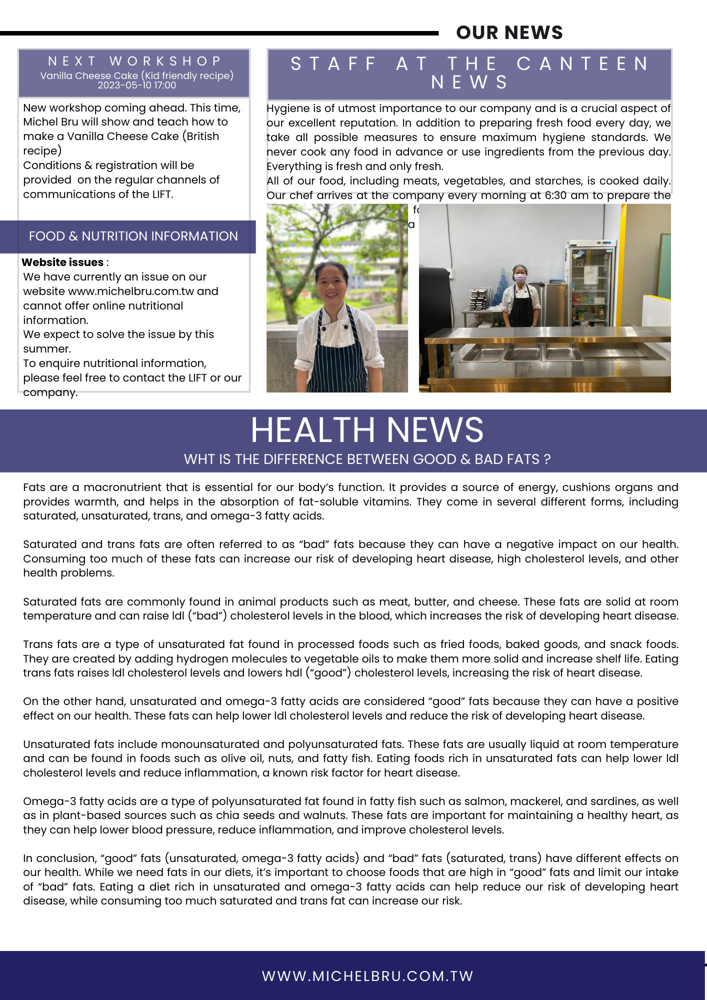 OUR NEWS
NEXT WORKSHOP
Vanilla Cheese Cake (Kid friendly recipe)
2023-05-10 17:00
New workshop coming ahead. This time,
Michel Bru will show and teach how to
make a Vanilla Cheese Cake (British
recipe)
Conditions & registration will be
provided on the regular channels of
communications of the LIFT.
FOOD & NUTRITION INFORMATION
Website issues :
We have currently an issue on our
website www.michelbru.com.tw and
cannot offer online nutritional
information.
We expect to solve the issue by this
summer.
To enquire nutritional information,
please feel free to contact the LIFT or our
company.
STAFF AT THE CANTEEN
NEWS
Hygiene is of utmost importance to our company and is a crucial aspect of
our excellent reputation. In addition to preparing fresh food every day, we
take all possible measures to ensure maximum hygiene standards. We
never cook any food in advance or use ingredients from the previous day.
Everything is fresh and only fresh.
All of our food, including meats, vegetables, and starches, is cooked daily.
Our chef arrives at the company every morning at 6:30 am to prepare the
a
HEALTH NEWS
WHT IS THE DIFFERENCE BETWEEN GOOD & BAD FATS ?
Fats are a macronutrient that is essential for our body’s function. It provides a source of energy, cushions organs and
provides warmth, and helps in the absorption of fat-soluble vitamins. They come in several different forms, including
saturated, unsaturated, trans, and omega-3 fatty acids.
Saturated and trans fats are often referred to as “bad” fats because they can have a negative impact on our health.
Consuming too much of these fats can increase our risk of developing heart disease, high cholesterol levels, and other
health problems.
Saturated fats are commonly found in animal products such as meat, butter, and cheese. These fats are solid at room
temperature and can raise ldl (“bad”) cholesterol levels in the blood, which increases the risk of developing heart disease.
Trans fats are a type of unsaturated fat found in processed foods such as fried foods, baked goods, and snack foods.
They are created by adding hydrogen molecules to vegetable oils to make them more solid and increase shelf life. Eating
trans fats raises ldl cholesterol levels and lowers hdl (“good”) cholesterol levels, increasing the risk of heart disease.
On the other hand, unsaturated and omega-3 fatty acids are considered “good” fats because they can have a positive
effect on our health. These fats can help lower ldl cholesterol levels and reduce the risk of developing heart disease.
Unsaturated fats include monounsaturated and polyunsaturated fats. These fats are usually liquid at room temperature
and can be found in foods such as olive oil, nuts, and fatty fish. Eating foods rich in unsaturated fats can help lower ldl
cholesterol levels and reduce inflammation, a known risk factor for heart disease.
Omega-3 fatty acids are a type of polyunsaturated fat found in fatty fish such as salmon, mackerel, and sardines, as well
as in plant-based sources such as chia seeds and walnuts. These fats are important for maintaining a healthy heart, as
they can help lower blood pressure, reduce inflammation, and improve cholesterol levels.
In conclusion, “good” fats (unsaturated, omega-3 fatty acids) and “bad” fats (saturated, trans) have different effects on
our health. While we need fats in our diets, it’s important to choose foods that are high in “good” fats and limit our intake
of “bad” fats. Eating a diet rich in unsaturated and omega-3 fatty acids can help reduce our risk of developing heart
disease, while consuming too much saturated and trans fat can increase our risk.
WWW.MICHELBRU.COM.TW